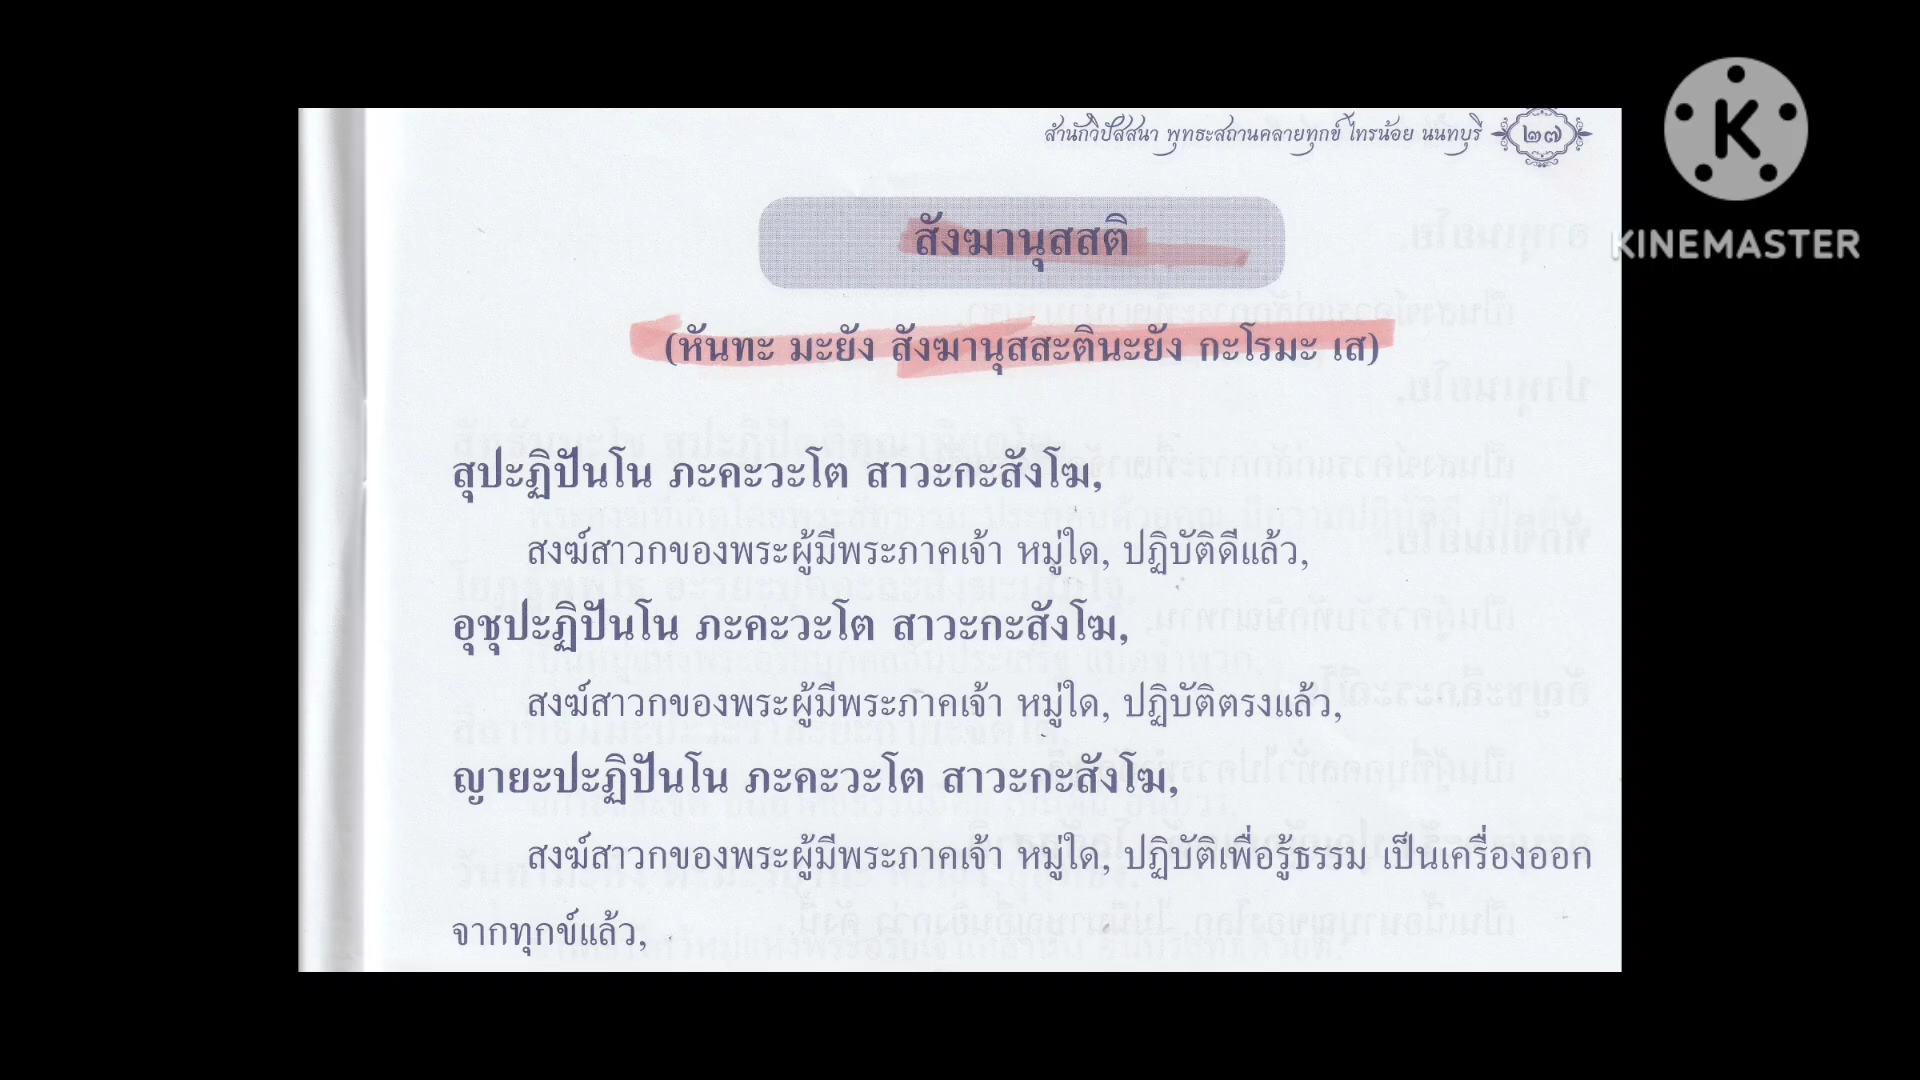 สำนักวิปัสสนา พุทธะสถานคลายทุกข์ ไทรน้อย นนทบุรี ๒๗
สังฆานุสสติ
(หันทะ มะยัง สังฆานุสสะตินะยัง กะโรมะ เส)
สุปะฏิปันโน ภะคะวะโต สาวะกะสังโฆ,
สงฆ์สาวกของพระผู้มีพระภาคเจ้า หมู่ใด, ปฏิบัติดีแล้ว,
อุชุปะฏิปันโน ภะคะวะโต สาวะกะสังโฆ,
สงฆ์สาวกของพระผู้มีพระภาคเจ้า หมู่ใด, ปฏิบัติตรงแล้ว,
ญายะปะฏิปันโน ภะคะวะโต สาวะกะสังโฆ,
สงฆ์สาวกของพระผู้มีพระภาคเจ้า หมู่ใด, ปฏิบัติเพื่อรู้ธรรม เป็นเครื่องออก
จากทุกข์แล้ว,
K
KINEMASTER